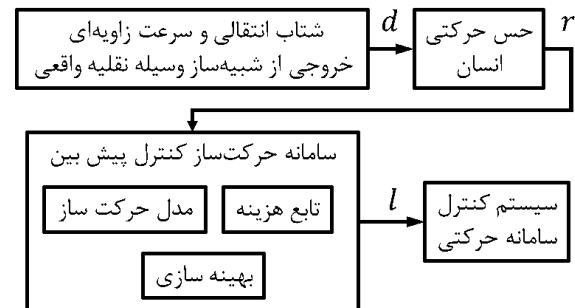 شتاب انتقالی و سرعت زاویه‌ای
خروجی از شبیه‌ساز وسیله نقلیه واقعی
d
حس حرکتی
انسان
r
سامانه حرکت‌ساز کنترل پیش بین
تابع هزینه
مدل حرکت ساز
بهینه سازی
l
سیستم کنترل
سامانه حرکتی